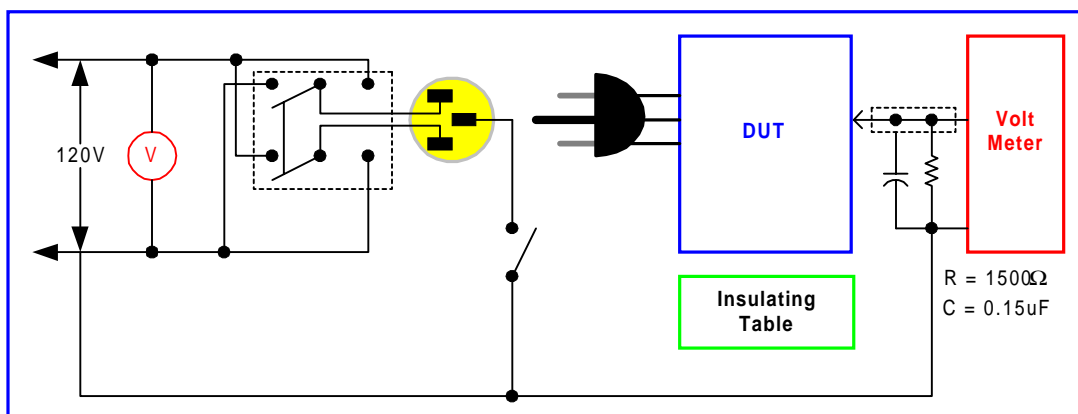 120V
V
DUT
Volt
Meter
Insulating
Table
R = 1500Ω
C = 0.15uF